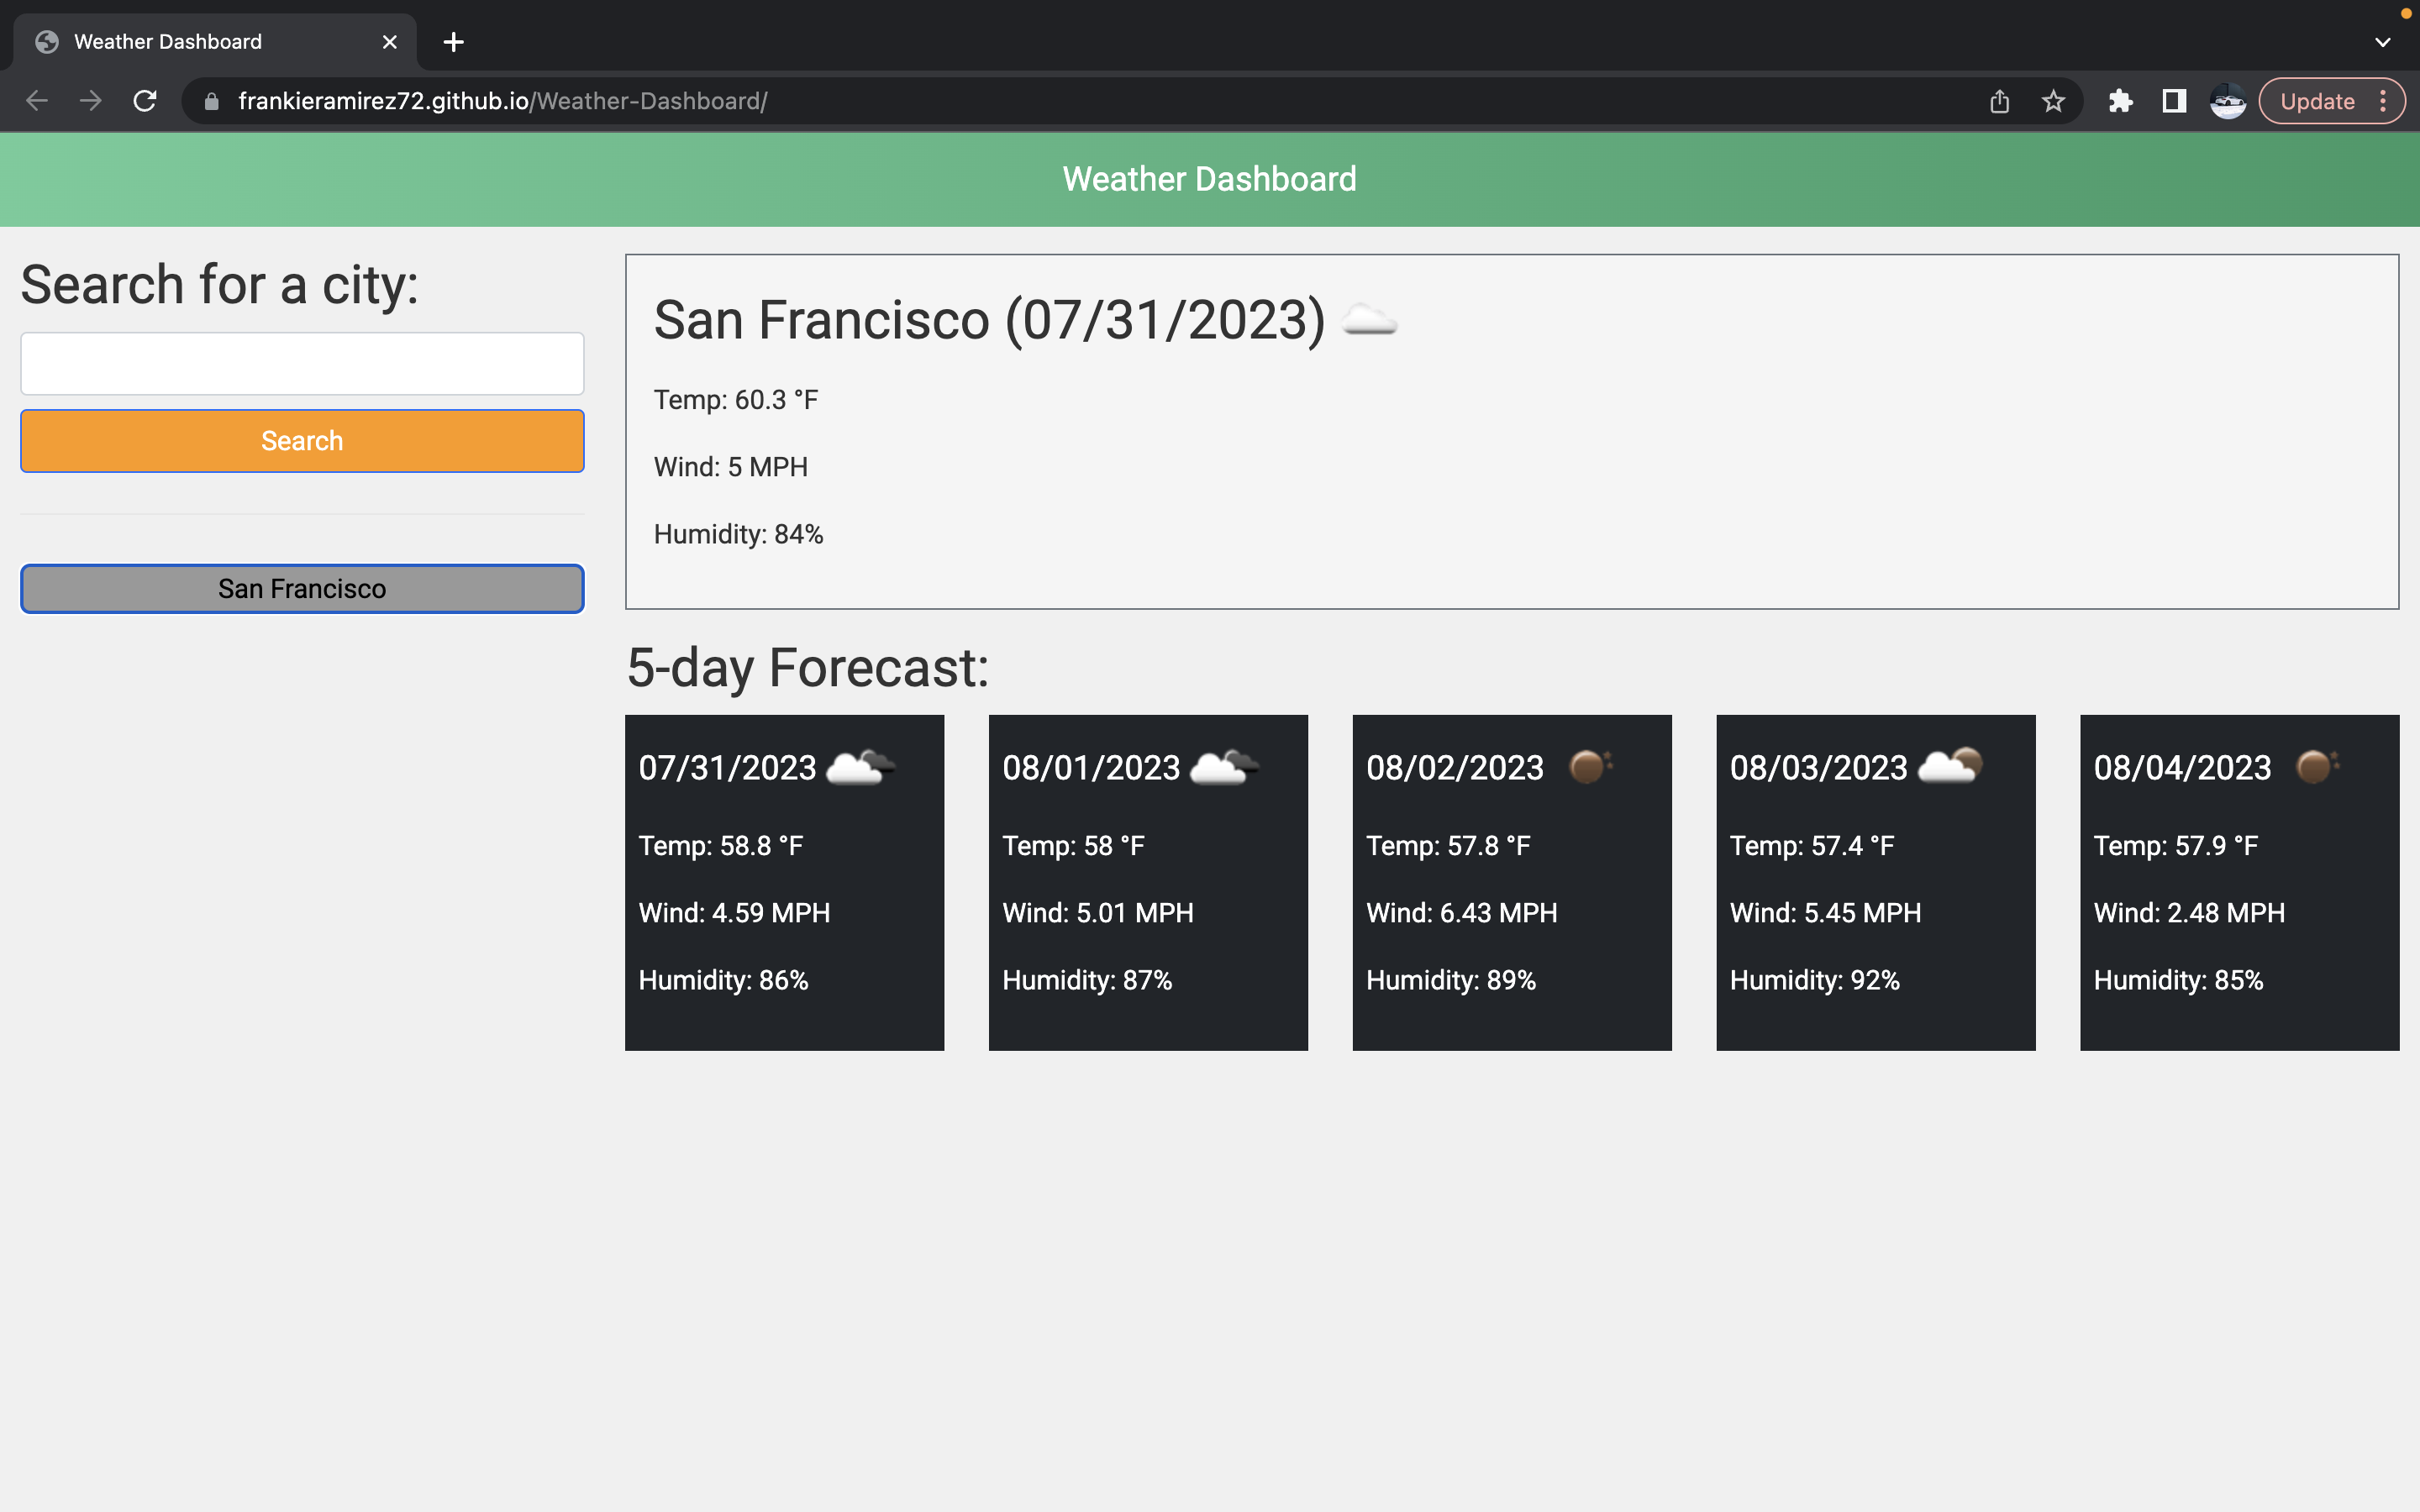 Weather Dashboard
frankieramirez72.github.io/Weather-Dashboard/
Update
Weather Dashboard
Search for a city:
Search
San Francisco
San Francisco (07/31/2023)
Temp: 60.3 °F
Wind: 5 MPH
Humidity: 84%
5-day Forecast:
07/31/2023
Temp: 58.8 °F
Wind: 4.59 MPH
Humidity: 86%
08/01/2023
Temp: 58 °F
Wind: 5.01 MPH
Humidity: 87%
08/02/2023
Temp: 57.8 °F
Wind: 6.43 MPH
Humidity: 89%
08/03/2023
Temp: 57.4 °F
Wind: 5.45 MPH
Humidity: 92%
08/04/2023
Temp: 57.9 °F
Wind: 2.48 MPH
Humidity: 85%